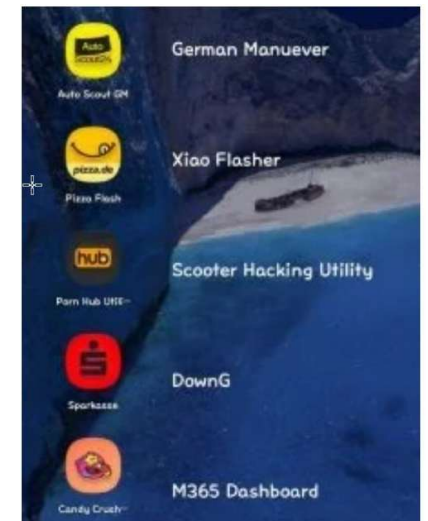 Auto
Scout24
German Manuever
Auto Scout GM
pizza.de
Xiao Flasher
Pizza Flash
hub
Scooter Hacking Utility
Porn Hub Util-
S
DownG
Sparkasse
M365 Dashboard
Candy Crush-